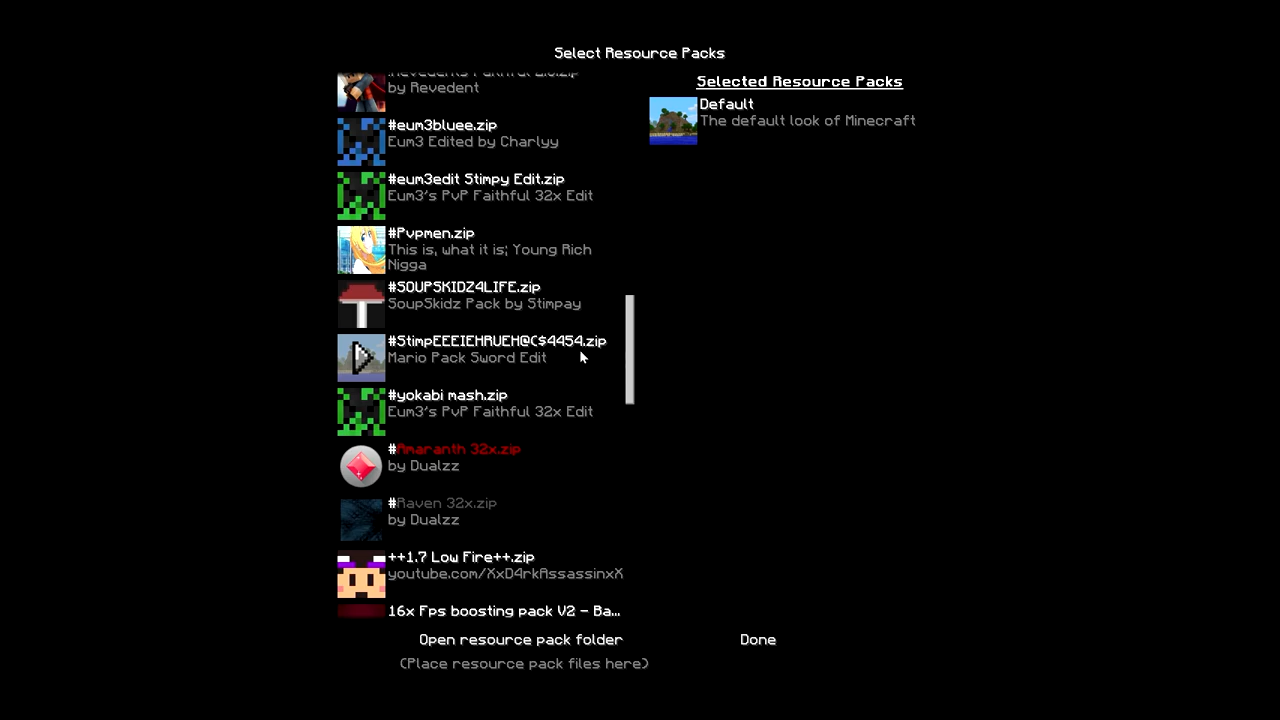 Select Resource Packs
by Revedent
#eum3bluee.zip
Eum3 Edited by Charlyy
#eum3edit Stimpy Edit.zip
Eum3's PvP Faithful 32x Edit
#Pvpmen.zip
This is, what it is; Young Rich
Nigga
#SOUPSKIDZ4LIFE.zip
SoupSkidz Pack by Stimpay
#StimpEEEIEHRUEH@($4454.zip
Mario Pack Sword Edit
#yokabi mash.zip
Eum3's PvP Faithful 32x Edit
#Amaranth 32x.zip
by Dualzz
#Raven 32x.zip
by Dualzz
++1.7 Low Fire++.zip
youtube.com/XxD4rkAssassinxX
16x Fps boosting pack V2 - Ba...
Selected Resource Packs
Default
The default look of Minecraft
Open resource pack folder
Done
(Place resource pack files here)